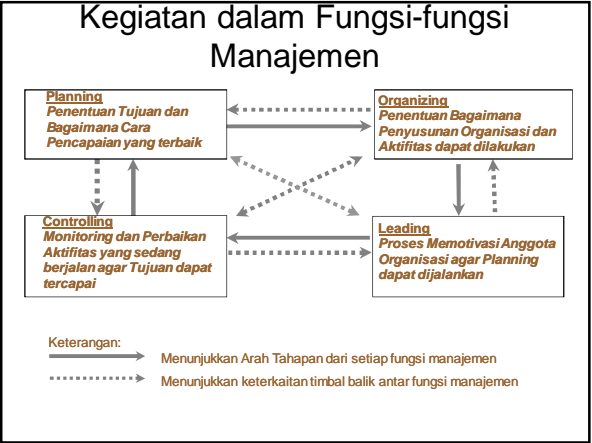 Kegiatan dalam Fungsi-fungsi
Manajemen
Planning
Penentuan Tujuan dan
Bagaimana Cara
Pencapaian yang terbaik
Organizing
Penentuan Bagaimana
Penyusunan Organisasi dan
Aktifitas dapat dilakukan
Controlling
Monitoring dan Perbaikan
Aktifitas yang sedang
berjalan agar Tujuan dapat
tercapai
Leading
Proses Memotivasi Anggota
Organisasi agar Planning
dapat dijalankan
Keterangan:
Menunjukkan Arah Tahapan dari setiap fungsi manajemen
Menunjukkan keterkaitan timbal balik antar fungsi manajemen